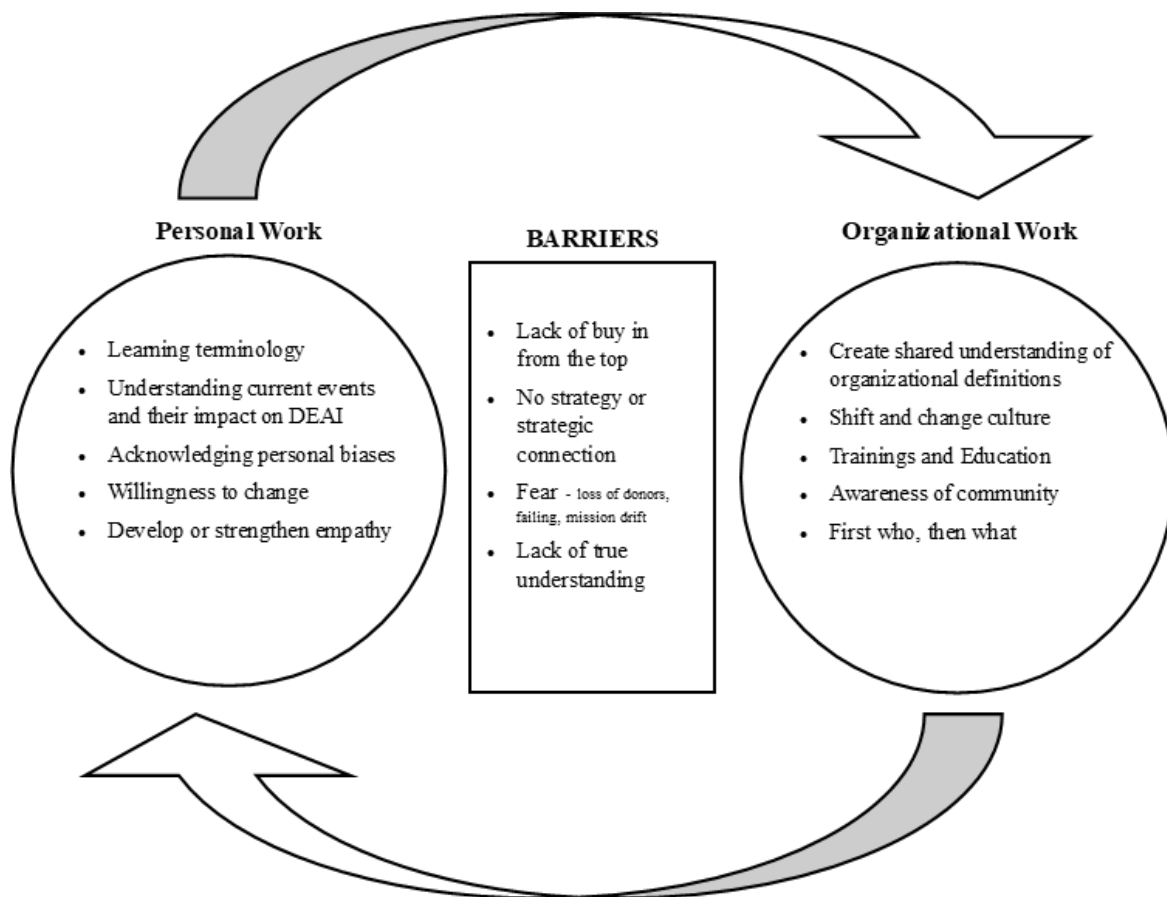 Personal Work
• Learning terminology
• Understanding current events
and their impact on DEAI
• Acknowledging personal biases
• Willingness to change
• Develop or strengthen empathy
BARRIERS
• Lack of buy in
from the top
• No strategy or
strategic
connection
• Fear - loss of donors,
failing, mission drift
• Lack of true
understanding
Organizational Work
• Create shared understanding of
organizational definitions
• Shift and change culture
• Trainings and Education
• Awareness of community
• First who, then what